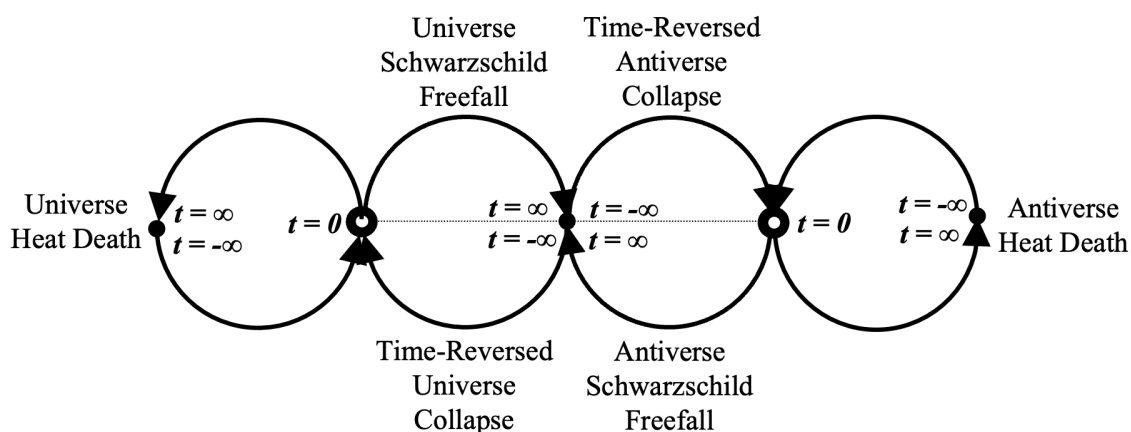 Universe
Schwarzschild
Freefall
Time-Reversed
Antiverse
Collapse
Universe
Heat Death
t = ∞
t = -∞
t = 0
t = ∞
t = -∞
t = -∞
t = ∞
t = 0
t = -∞
t = ∞
Antiverse
Heat Death
Time-Reversed
Universe
Collapse
Antiverse
Schwarzschild
Freefall